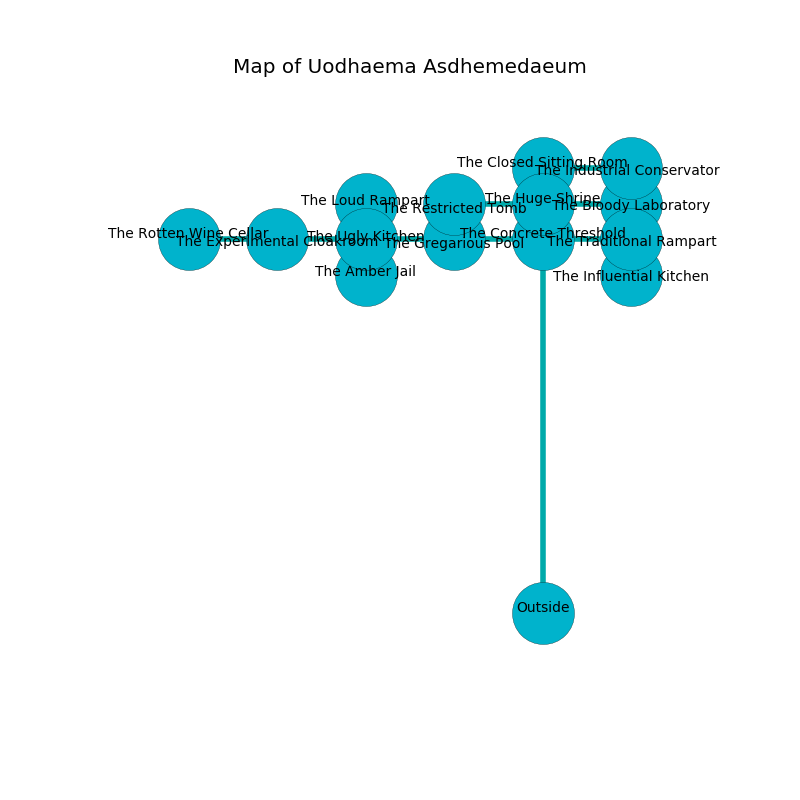 Map of Uodhaema Asdhemedaeum
The Closed Sitting Room
The Industrial Conservator
The Loud Rampart
The Huge Shrine
The Restricted Tomb
The Bloody Laboratory
The Rotten Wine Cellar
The Experimental Cloakroom
The Ugly Kitchen
The Gregarious Pool
The Concrete Threshold
The Traditional Rampart
The Amber Jail
The Influential Kitchen
Outside